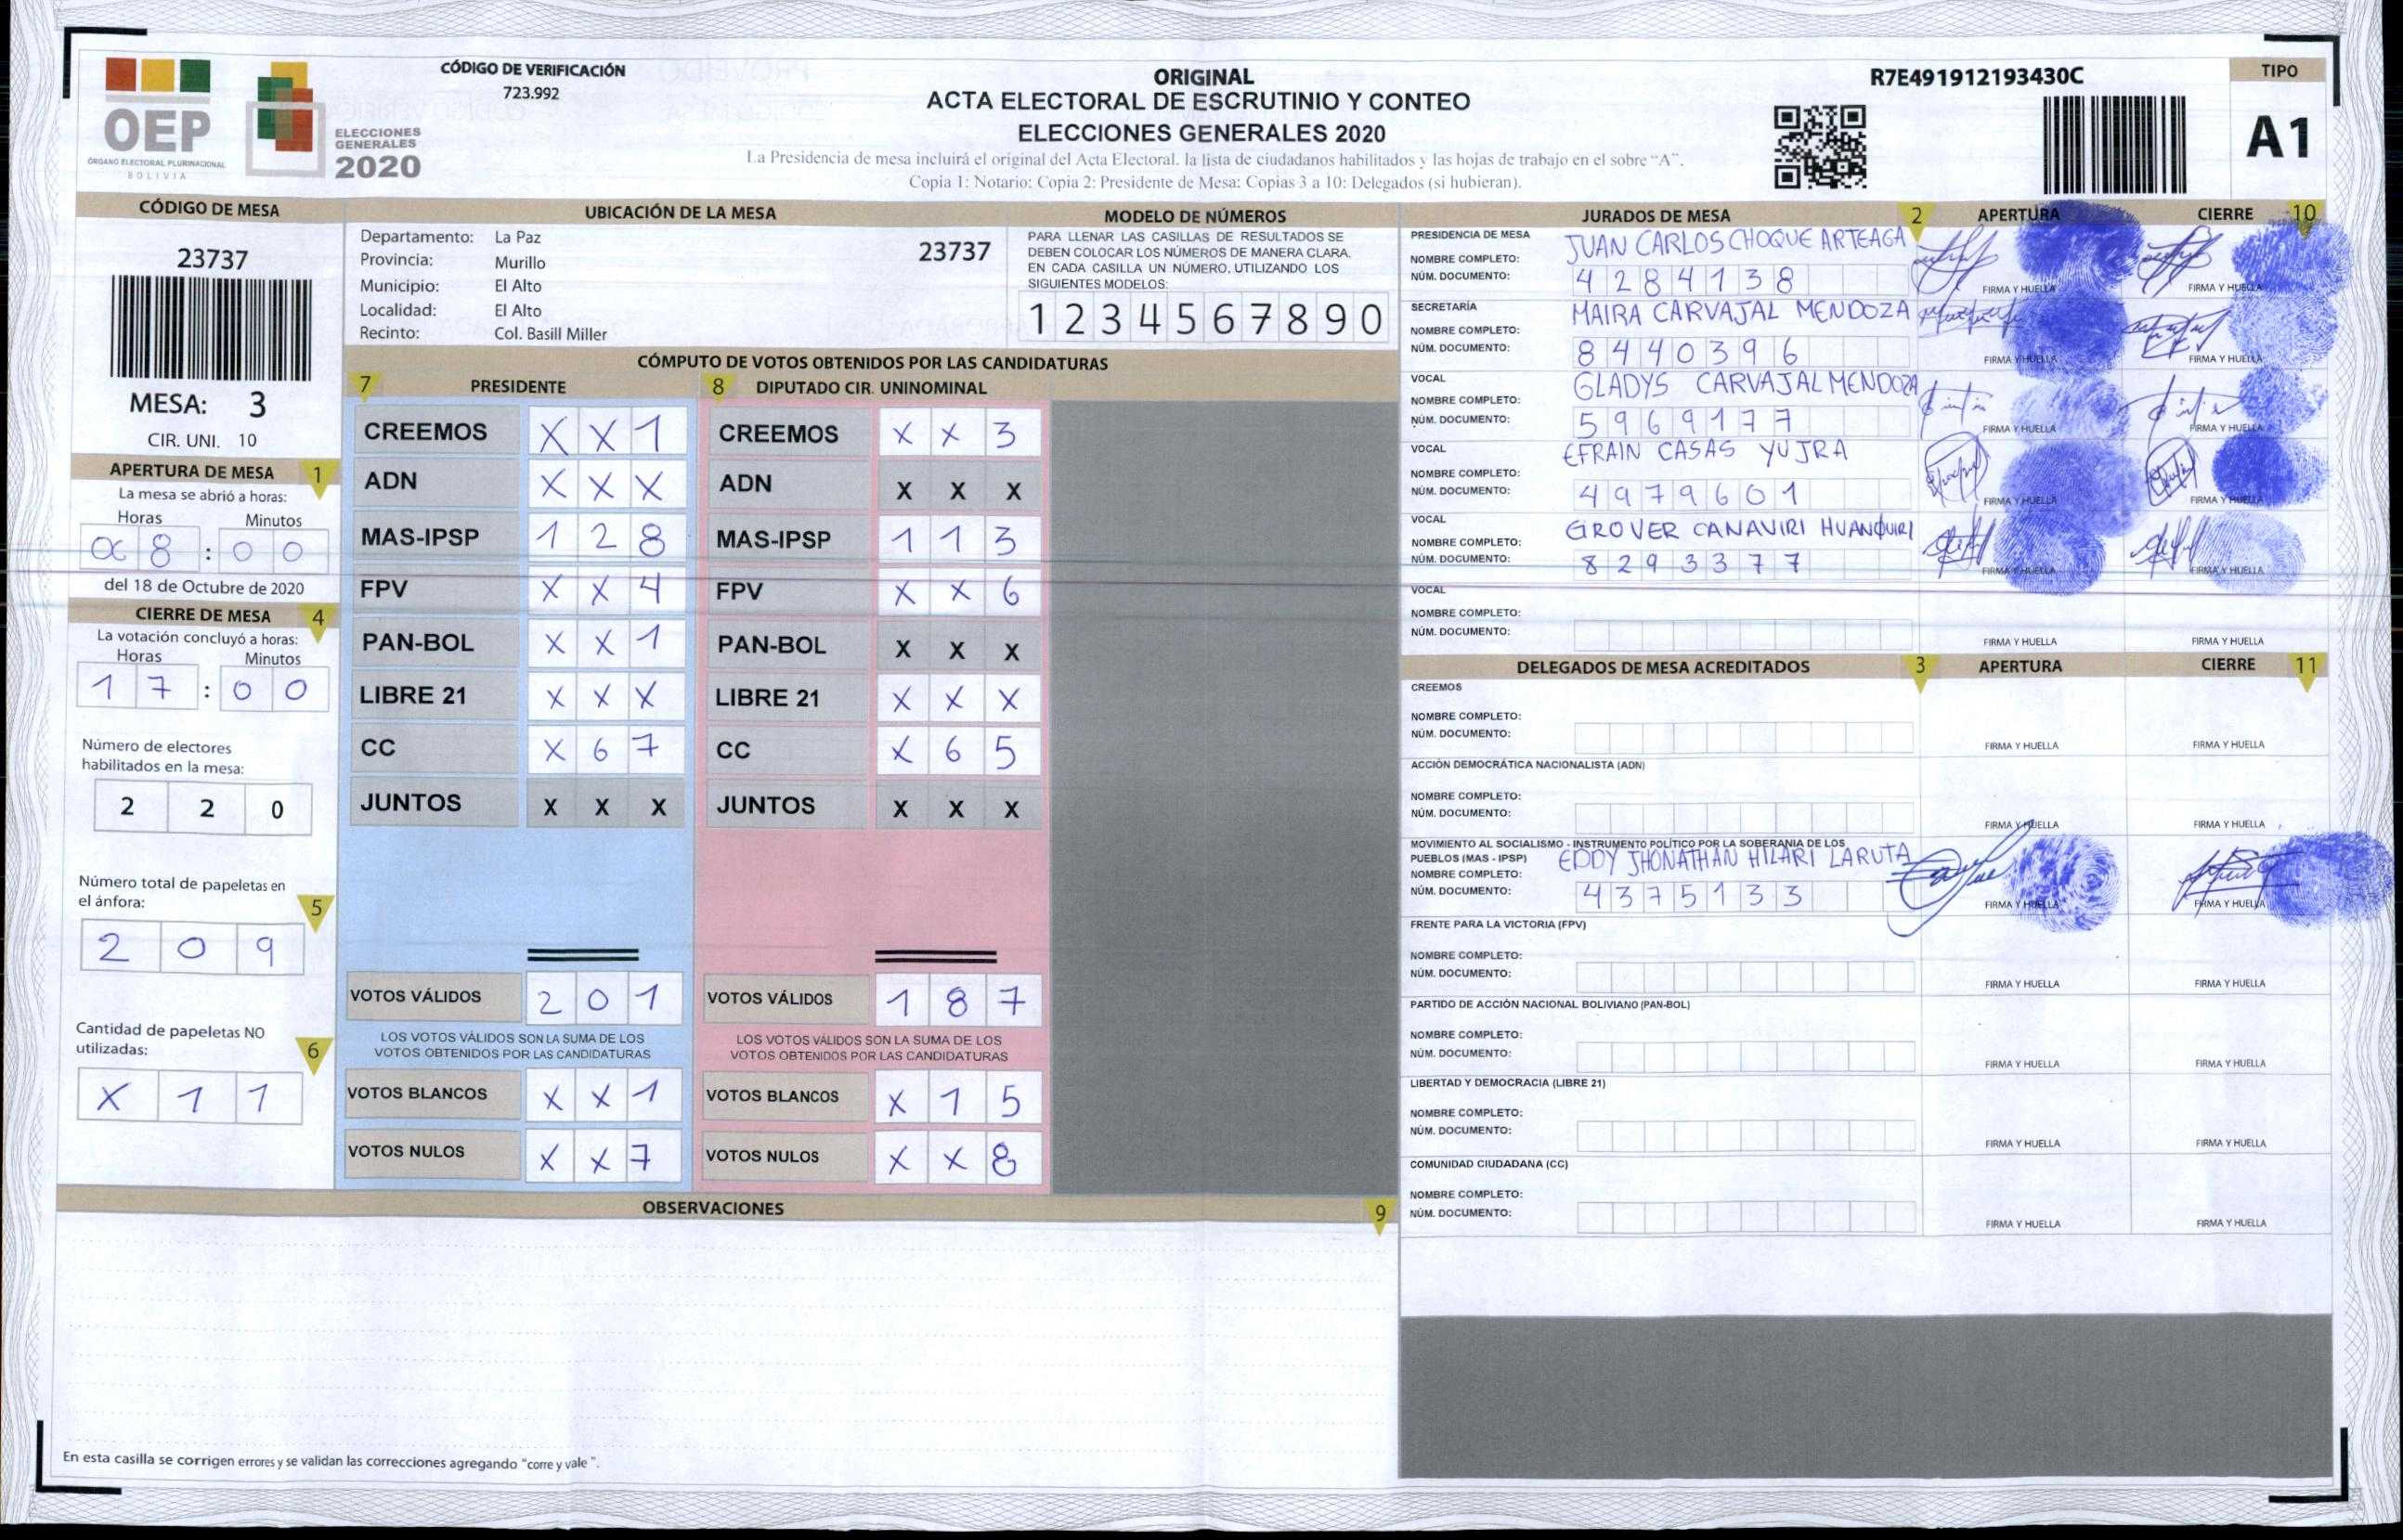 OEP
ÓRGANO ELECTORAL PLURINACIONAL
BOLIVIA
ELECCIONES
GENERALES
2020
CÓDIGO DE VERIFICACIÓN
723.992
ORIGINAL
ACTA ELECTORAL DE ESCRUTINIO Y CONTEO
ELECCIONES GENERALES 2020
La Presidencia de mesa incluirá el original del Acta Electoral. la lista de ciudadanos habilitados y las hojas de trabajo en el sobre “A”.
Copia 1: Notario: Copia 2: Presidente de Mesa: Copias 3 a 10: Delegados (si hubieran).
R7E491912193430C
TIPO
A1
CÓDIGO DE MESA
23737
MESA: 3
CIR. UNI. 10
APERTURA DE MESA 1
La mesa se abrió a horas:
Horas Minutos
08 : 00
del 18 de Octubre de 2020
CIERRE DE MESA 4
La votación concluyó a horas:
Horas Minutos
17 : 00
Número de electores
habilitados en la mesa:
2 2 0
Número total de papeletas en
el ánfora: 5
2 0 9
Cantidad de papeletas NO
utilizadas: 6
X 1 1
UBICACIÓN DE LA MESA
Departamento: La Paz 23737
Provincia: Murillo
Municipio: El Alto
Localidad: El Alto
Recinto: Col. Basill Miller
MODELO DE NÚMEROS
PARA LLENAR LAS CASILLAS DE RESULTADOS SE
DEBEN COLOCAR LOS NÚMEROS DE MANERA CLARA.
EN CADA CASILLA UN NÚMERO, UTILIZANDO LOS
SIGUIENTES MODELOS:
1 2 3 4 5 6 7 8 9 0
CÓMPUTO DE VOTOS OBTENIDOS POR LAS CANDIDATURAS
7 PRESIDENTE 8 DIPUTADO CIR. UNINOMINAL
CREEMOS X X 1 CREEMOS X X 3
ADN X X X ADN X X X
MAS-IPSP 1 2 8 MAS-IPSP 1 1 3
FPV X X 4 FPV X X 6
PAN-BOL X X 1 PAN-BOL X X X
LIBRE 21 X X X LIBRE 21 X X X
CC X 6 7 CC X 6 5
JUNTOS X X X JUNTOS X X X
VOTOS VÁLIDOS 2 0 1 VOTOS VÁLIDOS 1 8 7
LOS VOTOS VÁLIDOS SON LA SUMA DE LOS LOS VOTOS VÁLIDOS SON LA SUMA DE LOS
VOTOS OBTENIDOS POR LAS CANDIDATURAS VOTOS OBTENIDOS POR LAS CANDIDATURAS
VOTOS BLANCOS X X 1 VOTOS BLANCOS X 1 5
VOTOS NULOS X X 7 VOTOS NULOS X X 8
OBSERVACIONES 9
En esta casilla se corrigen errores y se validan las correcciones agregando “corre y vale ”.
JURADOS DE MESA 2 APERTURA CIERRE 10
PRESIDENCIA DE MESA
NOMBRE COMPLETO: JUAN CARLOS CHOQUE ARTEAGA
NÚM. DOCUMENTO: 4284138 FIRMA Y HUELLA FIRMA Y HUELLA
SECRETARÍA
NOMBRE COMPLETO: MAIRA CARVAJAL MENDOZA
NÚM. DOCUMENTO: 8440396 FIRMA Y HUELLA FIRMA Y HUELLA
VOCAL
NOMBRE COMPLETO: GLADYS CARVAJAL MENDOZA
NÚM. DOCUMENTO: 5969177 FIRMA Y HUELLA FIRMA Y HUELLA
VOCAL
NOMBRE COMPLETO: EFRAIN CASAS YUJRA
NÚM. DOCUMENTO: 4979601 FIRMA Y HUELLA FIRMA Y HUELLA
VOCAL
NOMBRE COMPLETO: GROVER CANAVIRI HUANQUIRI
NÚM. DOCUMENTO: 8293377 FIRMA Y HUELLA FIRMA Y HUELLA
VOCAL
NOMBRE COMPLETO:
NÚM. DOCUMENTO: FIRMA Y HUELLA FIRMA Y HUELLA
DELEGADOS DE MESA ACREDITADOS 3 APERTURA CIERRE 11
CREEMOS
NOMBRE COMPLETO:
NÚM. DOCUMENTO: FIRMA Y HUELLA FIRMA Y HUELLA
ACCIÓN DEMOCRÁTICA NACIONALISTA (ADN)
NOMBRE COMPLETO:
NÚM. DOCUMENTO: FIRMA Y HUELLA FIRMA Y HUELLA
MOVIMIENTO AL SOCIALISMO - INSTRUMENTO POLÍTICO POR LA SOBERANIA DE LOS
PUEBLOS (MAS - IPSP)
NOMBRE COMPLETO: EDDY JHONATHAN HILARI LARUTA
NÚM. DOCUMENTO: 4375133 FIRMA Y HUELLA FIRMA Y HUELLA
FRENTE PARA LA VICTORIA (FPV)
NOMBRE COMPLETO:
NÚM. DOCUMENTO: FIRMA Y HUELLA FIRMA Y HUELLA
PARTIDO DE ACCIÓN NACIONAL BOLIVIANO (PAN-BOL)
NOMBRE COMPLETO:
NÚM. DOCUMENTO: FIRMA Y HUELLA FIRMA Y HUELLA
LIBERTAD Y DEMOCRACIA (LIBRE 21)
NOMBRE COMPLETO:
NÚM. DOCUMENTO: FIRMA Y HUELLA FIRMA Y HUELLA
COMUNIDAD CIUDADANA (CC)
NOMBRE COMPLETO:
NÚM. DOCUMENTO: FIRMA Y HUELLA FIRMA Y HUELLA